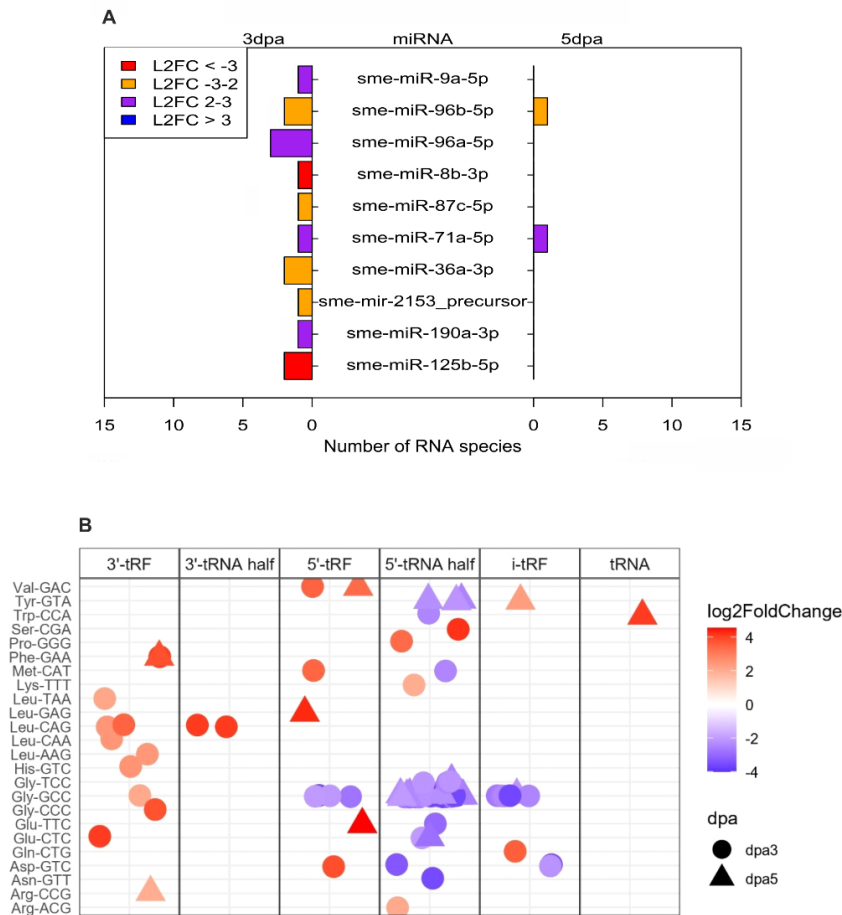 A
3dpa miRNA 5dpa
L2FC < -3
L2FC -3-2
L2FC 2-3
L2FC > 3
sme-miR-9a-5p
sme-miR-96b-5p
sme-miR-96a-5p
sme-miR-8b-3p
sme-miR-87c-5p
sme-miR-71a-5p
sme-miR-36a-3p
sme-mir-2153_precursor
sme-miR-190a-3p
sme-miR-125b-5p
15 10 5 0 0 5 10 15
Number of RNA species
B
3'-tRF 3'-tRNA half 5'-tRF 5'-tRNA half i-tRF tRNA
Val-GAC
Tyr-GTA
Trp-CCA
Ser-CGA
Pro-GGG
Phe-GAA
Met-CAT
Lys-TTT
Leu-TAA
Leu-GAG
Leu-CAG
Leu-CAA
Leu-AAG
His-GTC
Gly-TCC
Gly-GCC
Gly-CCC
Glu-TTC
Glu-CTC
Gln-CTG
Asp-GTC
Asn-GTT
Arg-CCG
Arg-ACG
log2FoldChange
4
2
0
-2
-4
dpa
dpa3
dpa5